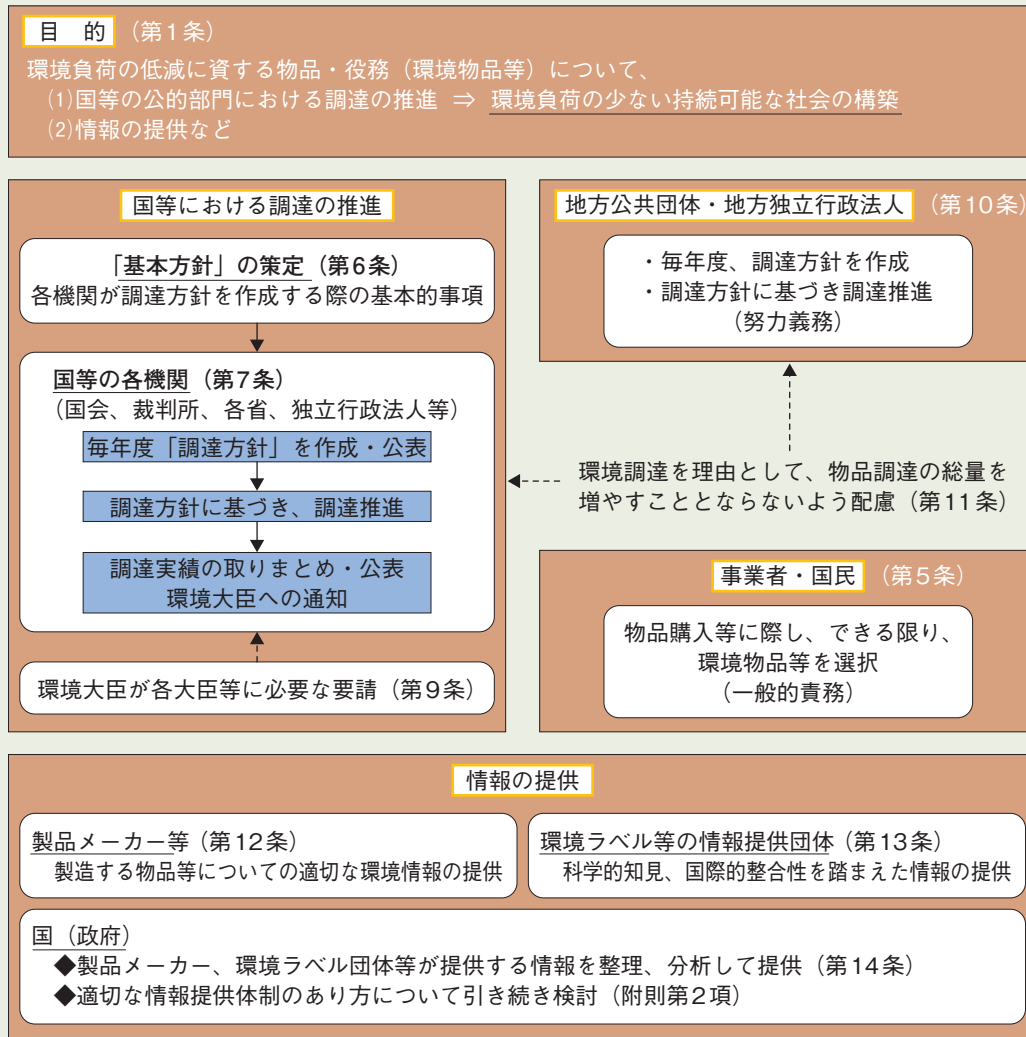 目 的 (第1条)
環境負荷の低減に資する物品・役務(環境物品等)について、
(1)国等の公的部門における調達の推進 ⇒ 環境負荷の少ない持続可能な社会の構築
(2)情報の提供など
国等における調達の推進
「基本方針」の策定(第6条)
各機関が調達方針を作成する際の基本的事項
国等の各機関(第7条)
(国会、裁判所、各省、独立行政法人等)
毎年度「調達方針」を作成・公表
調達方針に基づき、調達推進
調達実績の取りまとめ・公表
環境大臣への通知
環境大臣が各大臣等に必要な要請(第9条)
地方公共団体・地方独立行政法人 (第10条)
・毎年度、調達方針を作成
・調達方針に基づき調達推進
(努力義務)
環境調達を理由として、物品調達の総量を
増やすこととならないよう配慮(第11条)
事業者・国民 (第5条)
物品購入等に際し、できる限り、
環境物品等を選択
(一般的責務)
情報の提供
製品メーカー等(第12条)
製造する物品等についての適切な環境情報の提供
環境ラベル等の情報提供団体(第13条)
科学的知見、国際的整合性を踏まえた情報の提供
国(政府)
◆製品メーカー、環境ラベル団体等が提供する情報を整理、分析して提供(第14条)
◆適切な情報提供体制のあり方について引き続き検討(附則第2項)